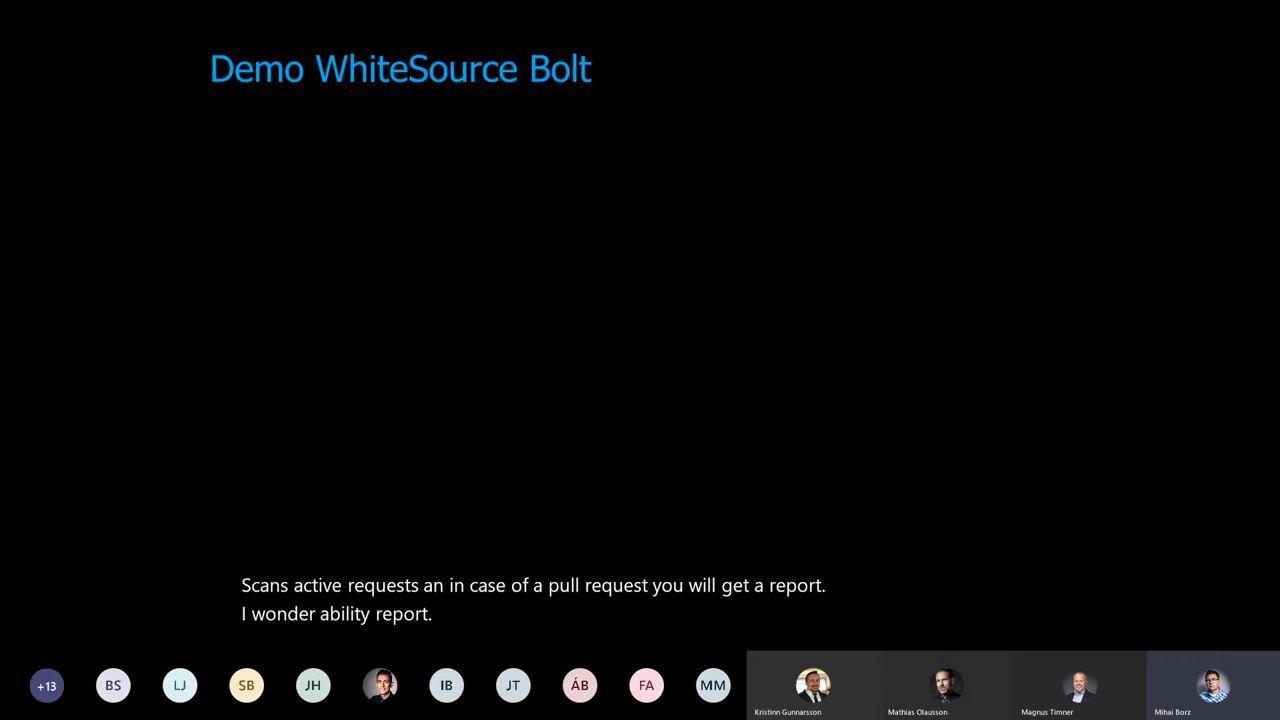 Demo WhiteSource Bolt
Scans active requests an in case of a pull request you will get a report.
I wonder ability report.
+13
BS
LJ
SB
JH
IB
JT
ÁB
FA
MM
Kristinn Gunnarsson
Mathias Olausson
Magnus Timner
Mihai Borz